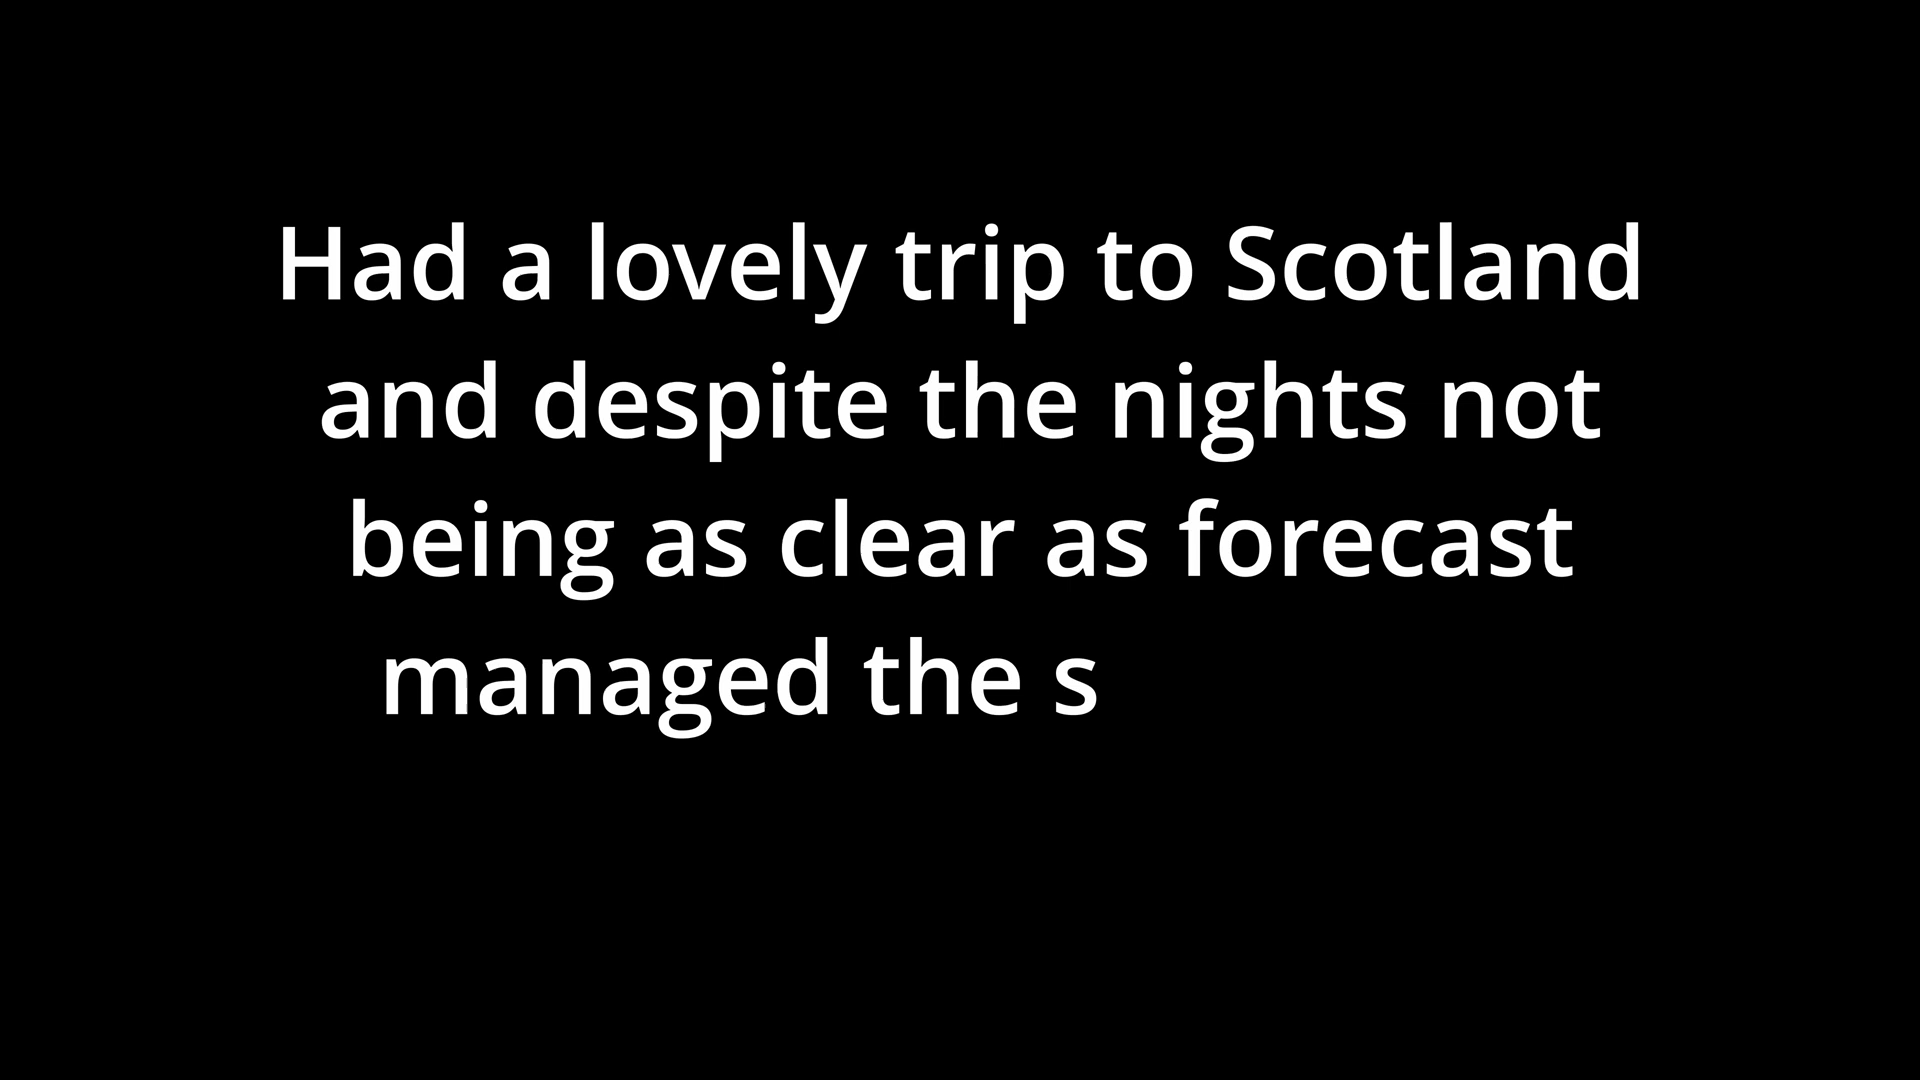 Had a lovely trip to Scotland
and despite the nights not
being as clear as forecast
managed the s